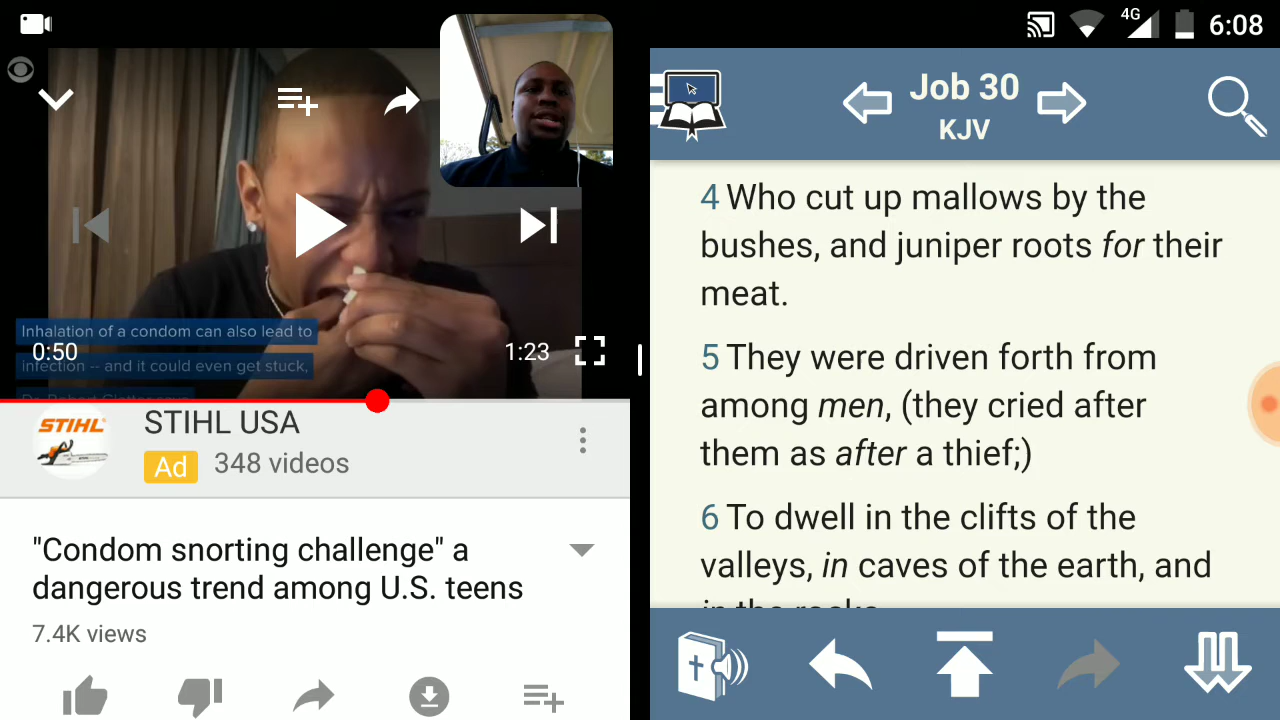 4G
6:08
Inhalation of a condom can also lead to
infection -- and it could even get stuck,
0:50
1:23
STIHL
STIHL USA
Ad
348 videos
"Condom snorting challenge" a
dangerous trend among U.S. teens
7.4K views
Job 30
KJV
4 Who cut up mallows by the
bushes, and juniper roots for their
meat.
5 They were driven forth from
among men, (they cried after
them as after a thief;)
6 To dwell in the clifts of the
valleys, in caves of the earth, and
in the rocks